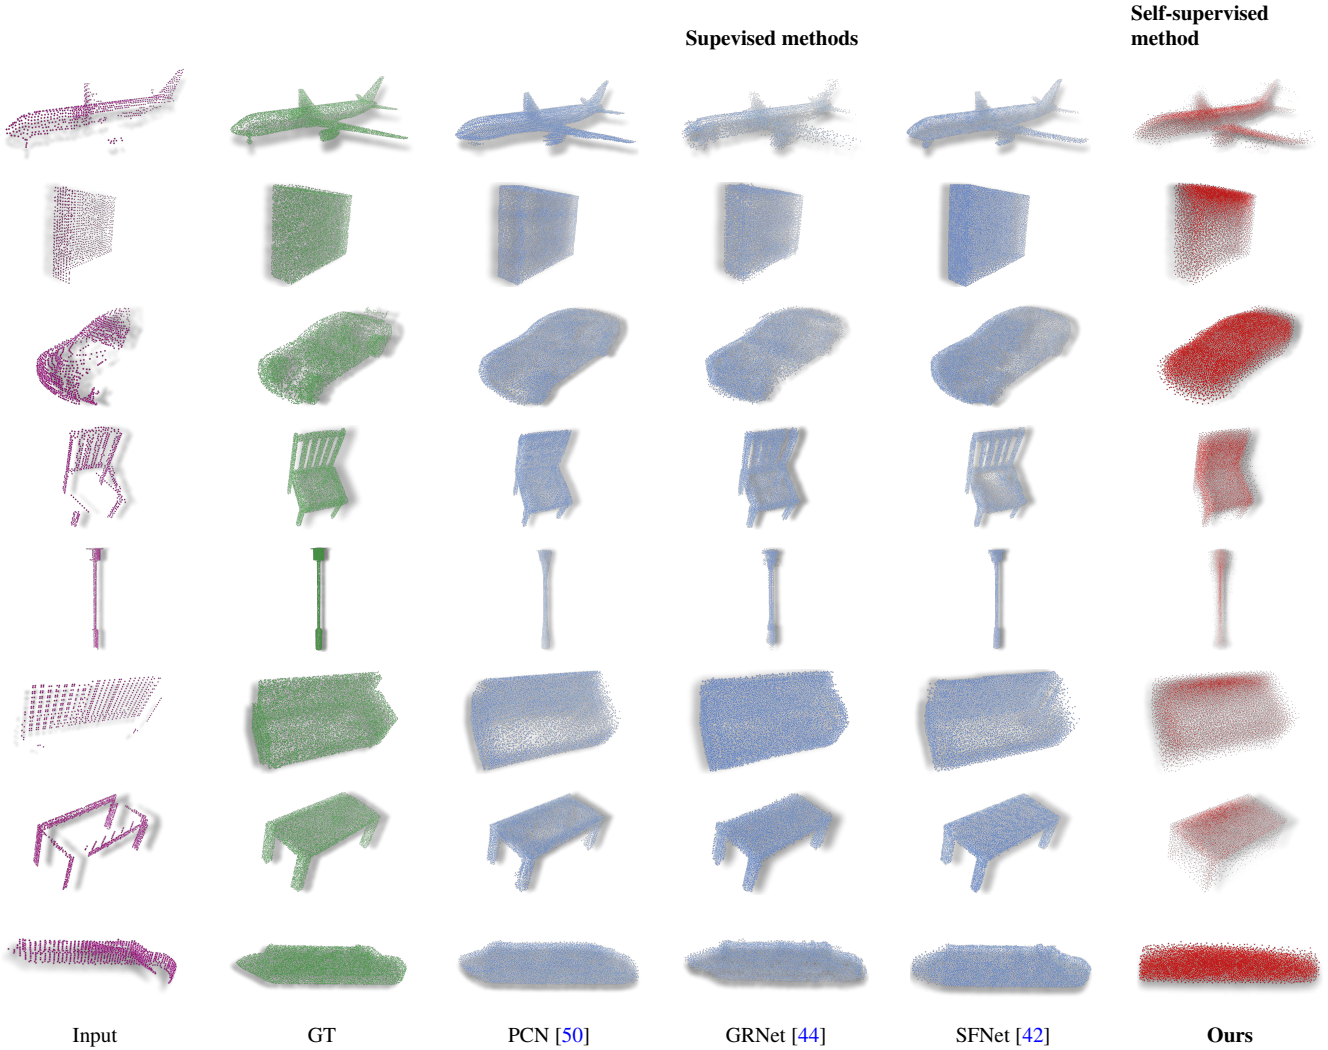 Supevised methods
Self-supervised
method
Input
GT
PCN [50]
GRNet [44]
SFNet [42]
Ours